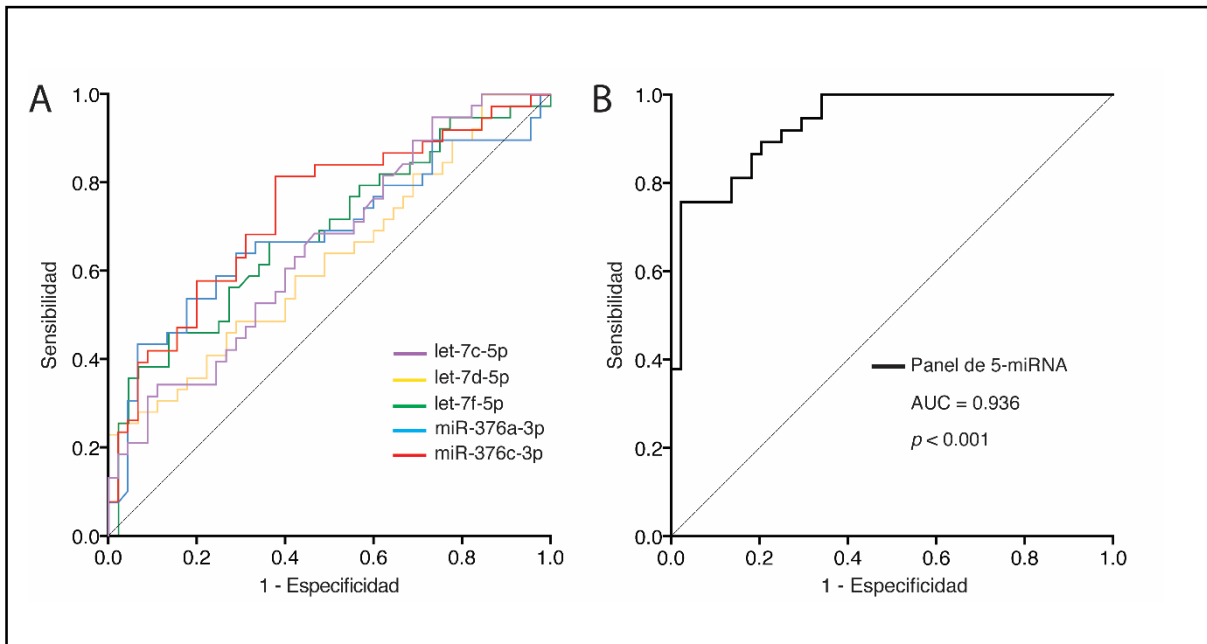 A
Sensibilidad
1.0
0.8
0.6
0.4
0.2
0.0
0.0 0.2 0.4 0.6 0.8 1.0
1 - Especificidad
let-7c-5p
let-7d-5p
let-7f-5p
miR-376a-3p
miR-376c-3p
B
Sensibilidad
1.0
0.8
0.6
0.4
0.2
0.0
0.0 0.2 0.4 0.6 0.8 1.0
1 - Especificidad
Panel de 5-miRNA
AUC = 0.936
p < 0.001